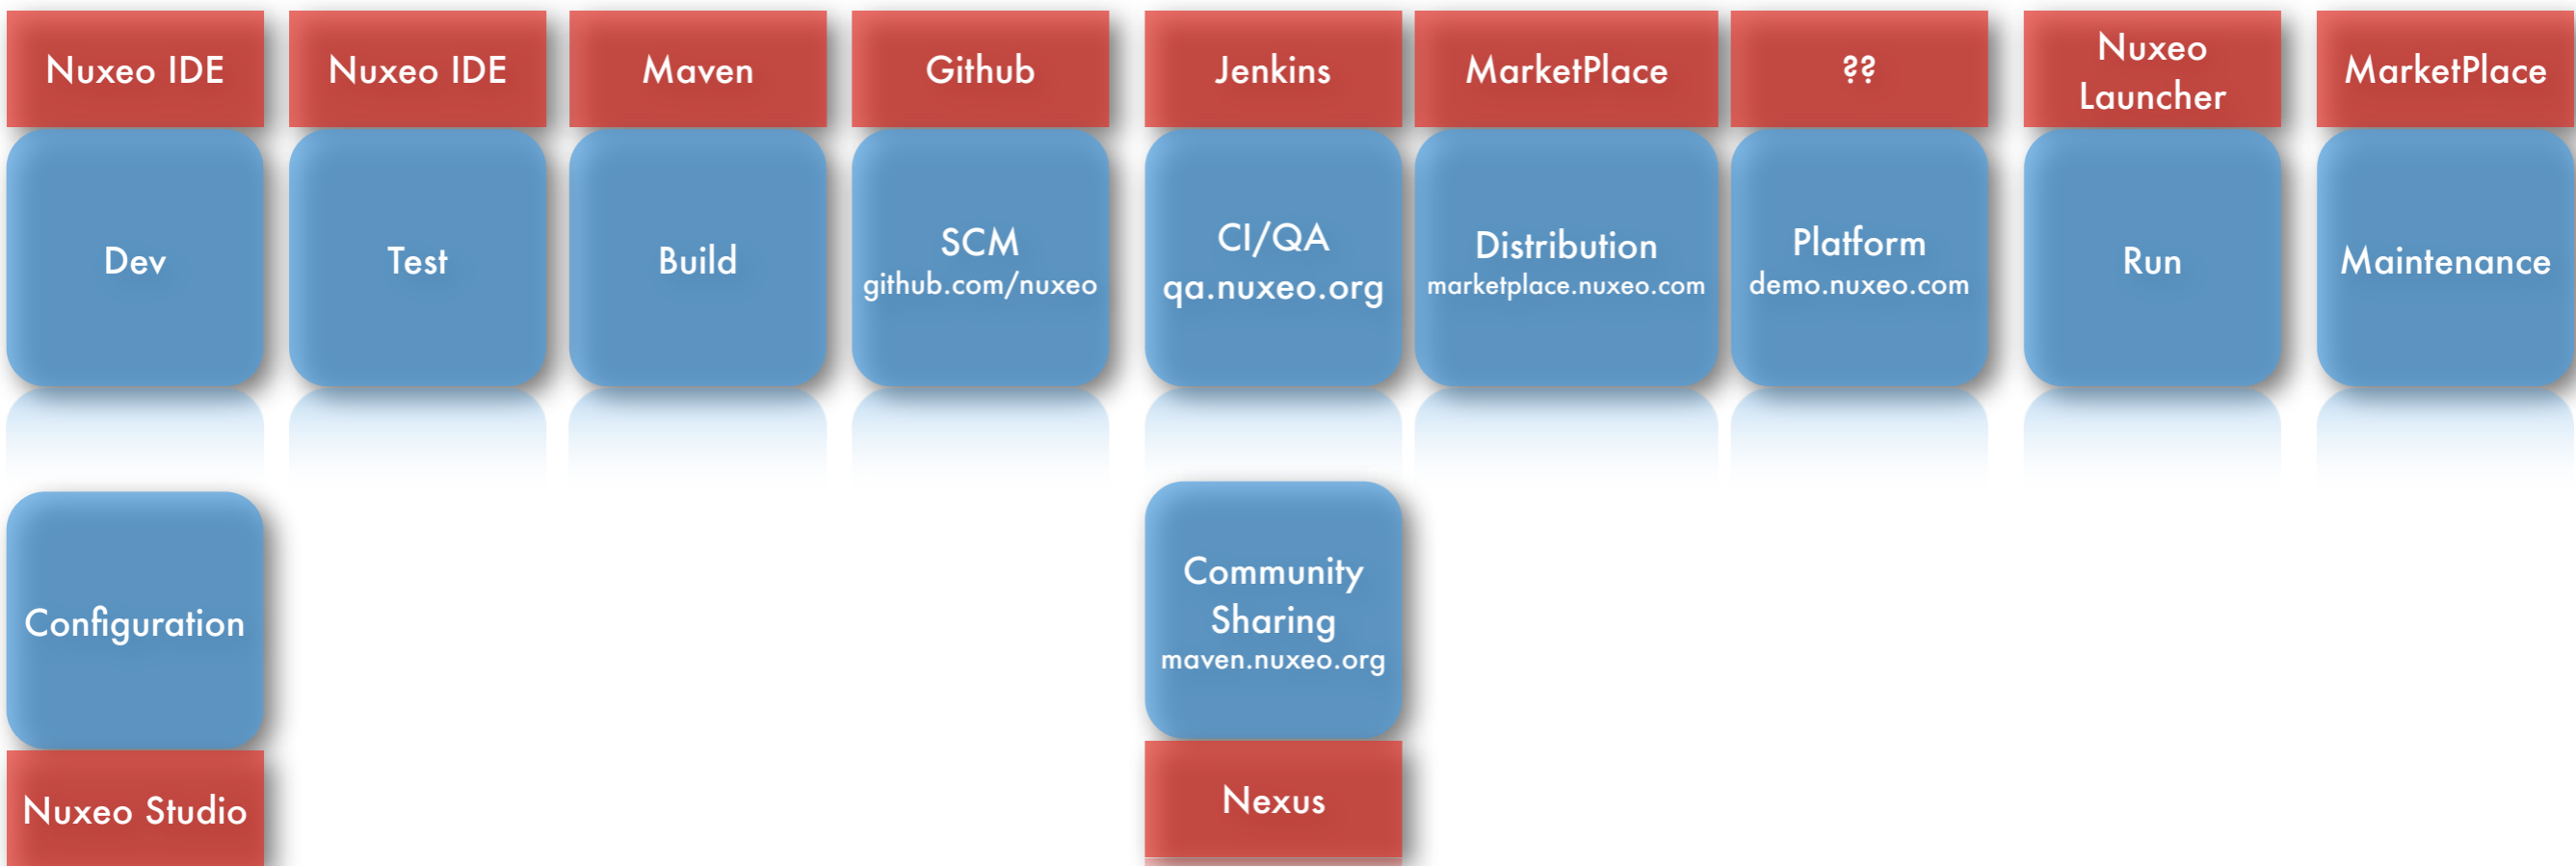 Nuxeo IDE
Nuxeo IDE
Maven
Github
Jenkins
MarketPlace
??
Nuxeo
Launcher
MarketPlace
Dev
Test
Build
SCM
github.com/nuxeo
CI/QA
qa.nuxeo.org
Distribution
marketplace.nuxeo.com
Platform
demo.nuxeo.com
Run
Maintenance
Configuration
Nuxeo Studio
Community
Sharing
maven.nuxeo.org
Nexus